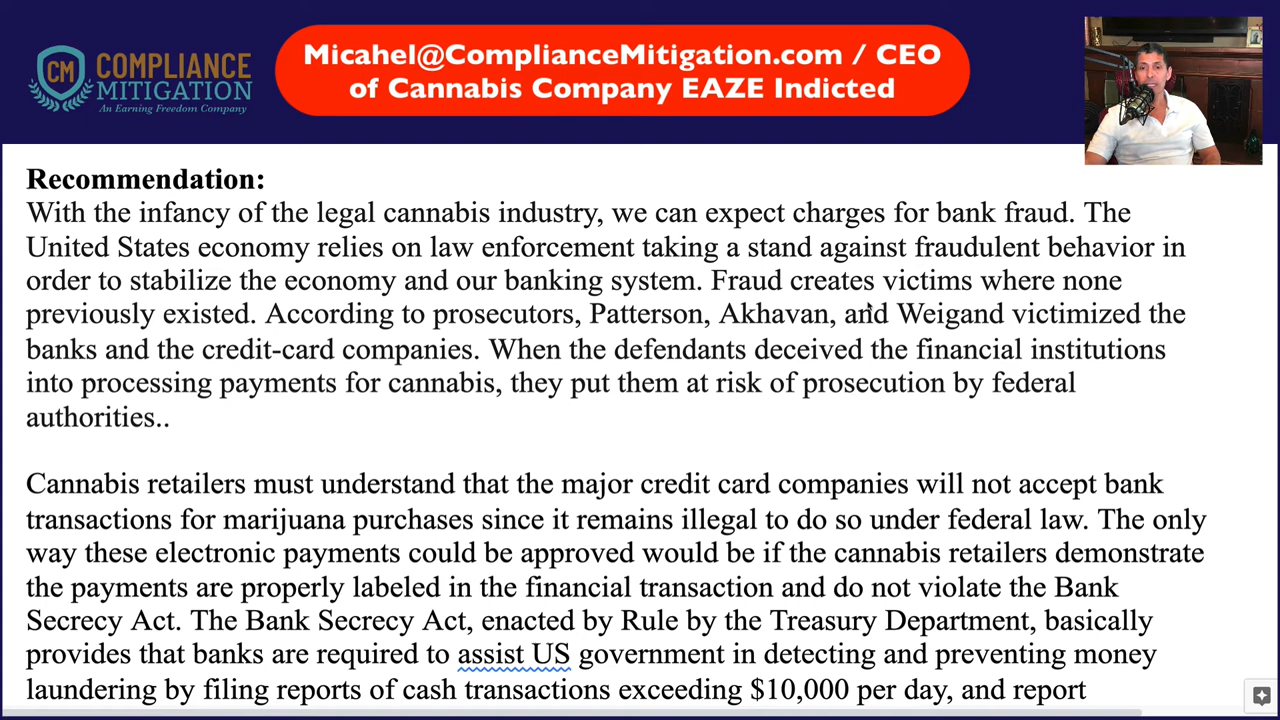 CM
COMPLIANCE
MITIGATION
An Earning Freedom Company
Micahel@ComplianceMitigation.com / CEO
of Cannabis Company EAZE Indicted
Recommendation:
With the infancy of the legal cannabis industry, we can expect charges for bank fraud. The
United States economy relies on law enforcement taking a stand against fraudulent behavior in
order to stabilize the economy and our banking system. Fraud creates victims where none
previously existed. According to prosecutors, Patterson, Akhavan, and Weigand victimized the
banks and the credit-card companies. When the defendants deceived the financial institutions
into processing payments for cannabis, they put them at risk of prosecution by federal
authorities..
Cannabis retailers must understand that the major credit card companies will not accept bank
transactions for marijuana purchases since it remains illegal to do so under federal law. The only
way these electronic payments could be approved would be if the cannabis retailers demonstrate
the payments are properly labeled in the financial transaction and do not violate the Bank
Secrecy Act. The Bank Secrecy Act, enacted by Rule by the Treasury Department, basically
provides that banks are required to assist US government in detecting and preventing money
laundering by filing reports of cash transactions exceeding $10,000 per day, and report